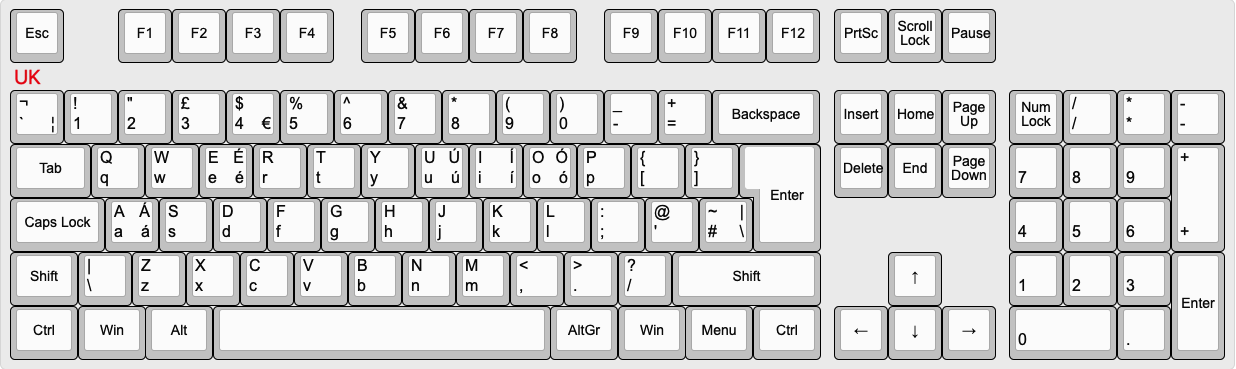 Esc F1 F2 F3 F4 F5 F6 F7 F8 F9 F10 F11 F12 PrtSc Scroll Lock Pause
UK
¬ ! " £ $ % ^ & * ( ) _ + Backspace Insert Home Page Up Num Lock / * -
` ¦ 1 2 3 4 € 5 6 7 8 9 0 - = / * -
Tab Q W E É R T Y U Ú I Í O Ó P { } Enter Delete End Page Down 7 8 9 +
q w e é r t y u ú i í o ó p [ ]
Caps Lock A Á S D F G H J K L : @ ~ | 4 5 6 +
a á s d f g h j k l ; ' # \
Shift | Z X C V B N M < > ? Shift ↑ 1 2 3 Enter
\ z x c v b n m , . /
Ctrl Win Alt AltGr Win Menu Ctrl ← ↓ → 0 .